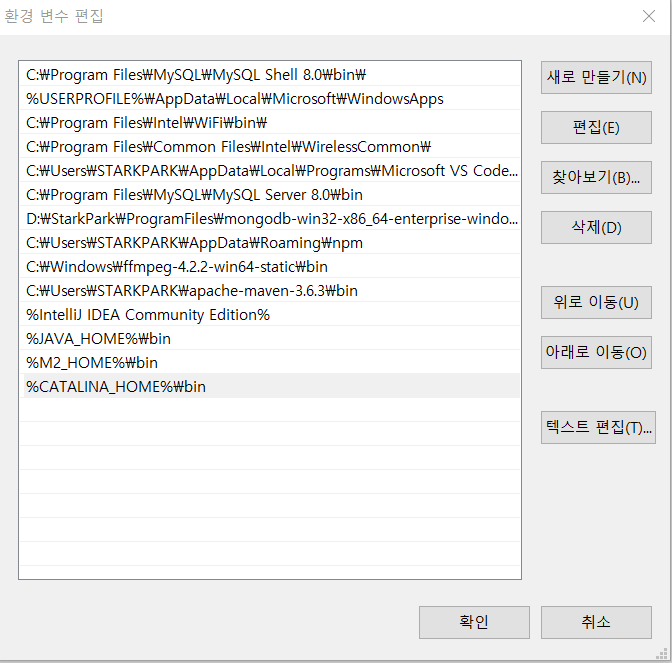 환경 변수 편집
C:₩Program Files₩MySQL₩MySQL Shell 8.0₩bin₩
%USERPROFILE%₩AppData₩Local₩Microsoft₩WindowsApps
C:₩Program Files₩Intel₩WiFi₩bin₩
C:₩Program Files₩Common Files₩Intel₩WirelessCommon₩
C:₩Users₩STARKPARK₩AppData₩Local₩Programs₩Microsoft VS Code...
C:₩Program Files₩MySQL₩MySQL Server 8.0₩bin
D:₩StarkPark₩ProgramFiles₩mongodb-win32-x86_64-enterprise-windo...
C:₩Users₩STARKPARK₩AppData₩Roaming₩npm
C:₩Windows₩ffmpeg-4.2.2-win64-static₩bin
C:₩Users₩STARKPARK₩apache-maven-3.6.3₩bin
%IntelliJ IDEA Community Edition%
%JAVA_HOME%₩bin
%M2_HOME%₩bin
%CATALINA_HOME%₩bin
새로 만들기(N)
편집(E)
찾아보기(B)...
삭제(D)
위로 이동(U)
아래로 이동(O)
텍스트 편집(T)...
확인
취소